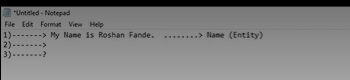 *Untitled - Notepad
File Edit Format View Help
1)-------> My Name is Roshan Fande. ........> Name (Entity)
2)------->
3)-------?